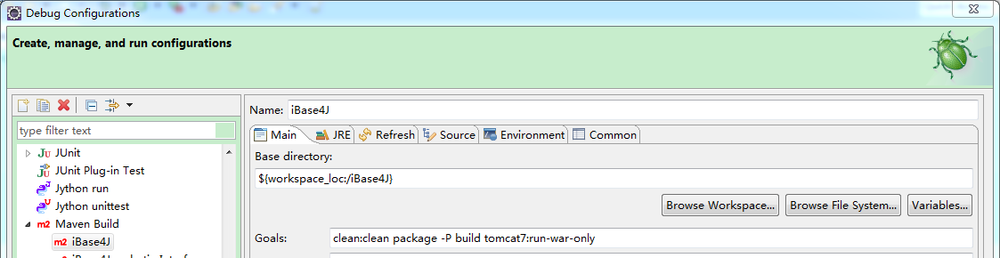 Debug Configurations
Create, manage, and run configurations
Name: iBase4J
type filter text
Main JRE Refresh Source Environment Common
JUnit
JUnit Plug-in Test
Jython run
Jython unittest
Maven Build
iBase4J
Base directory:
${workspace_loc:/iBase4J}
Browse Workspace... Browse File System... Variables...
Goals: clean:clean package -P build tomcat7:run-war-only